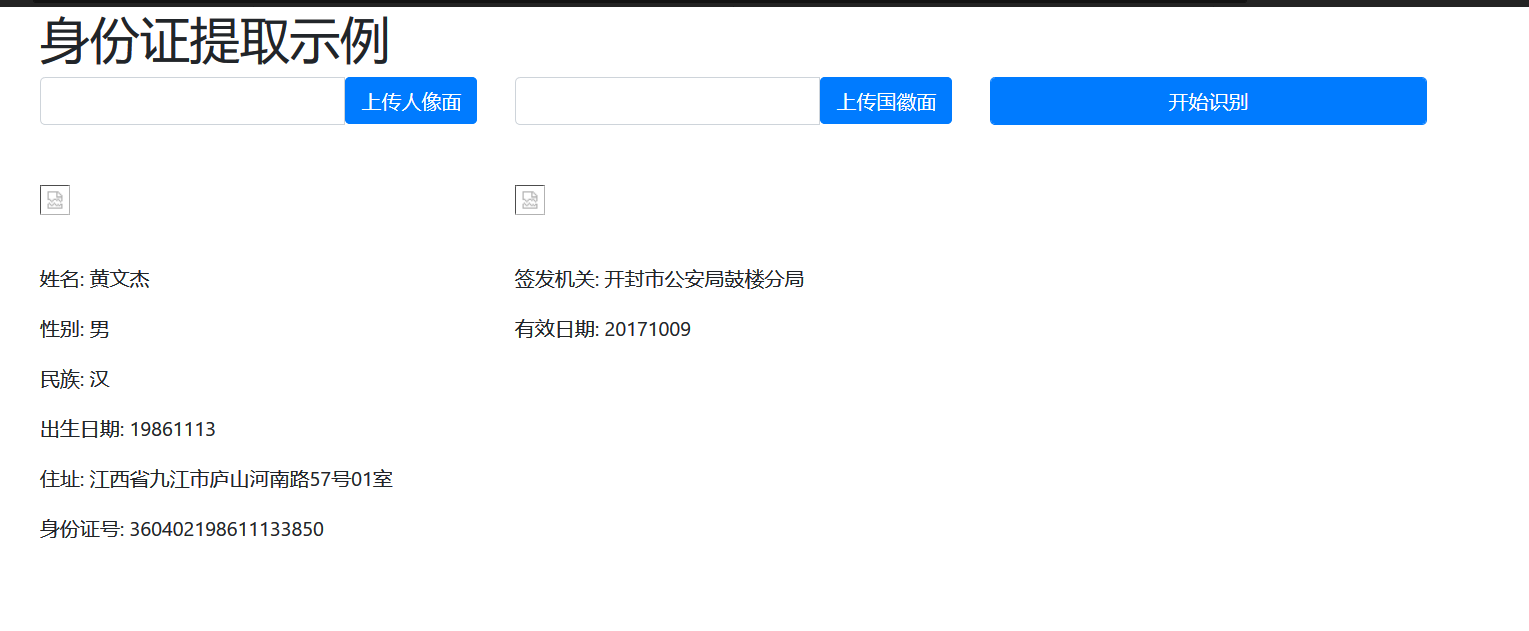 身份证提取示例
上传人像面 上传国徽面 开始识别
姓名: 黄文杰
性别: 男
民族: 汉
出生日期: 19861113
住址: 江西省九江市庐山河南路57号01室
身份证号: 360402198611133850
签发机关: 开封市公安局鼓楼分局
有效日期: 20171009